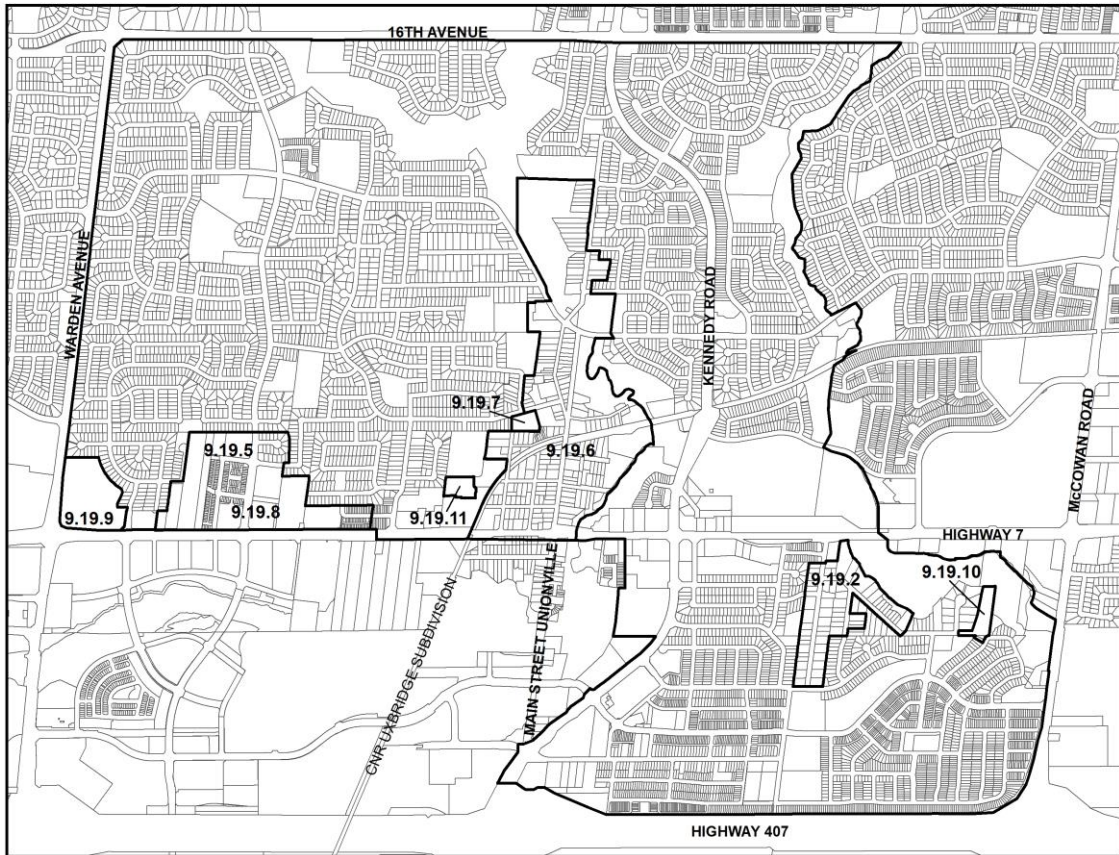 16TH AVENUE
WARDEN AVENUE
KENNEDY ROAD
McCOWAN ROAD
9.19.7
9.19.6
9.19.5
9.19.8
9.19.9
9.19.11
HIGHWAY 7
9.19.2
9.19.10
MAIN STREET UNIONVILLE
CNR UXBRIDGE SUBDIVISION
HIGHWAY 407